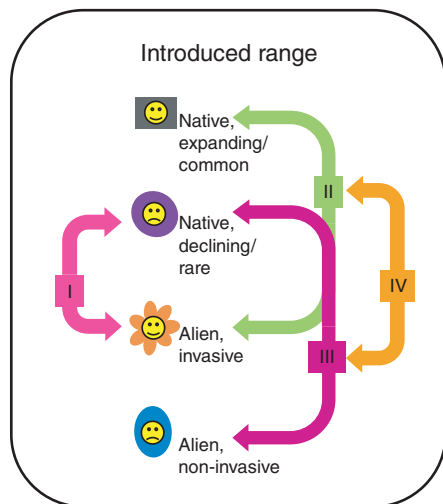 Introduced range
Native,
expanding/
common
II
Native,
declining/
rare
I
IV
Alien,
invasive
III
Alien,
non-invasive